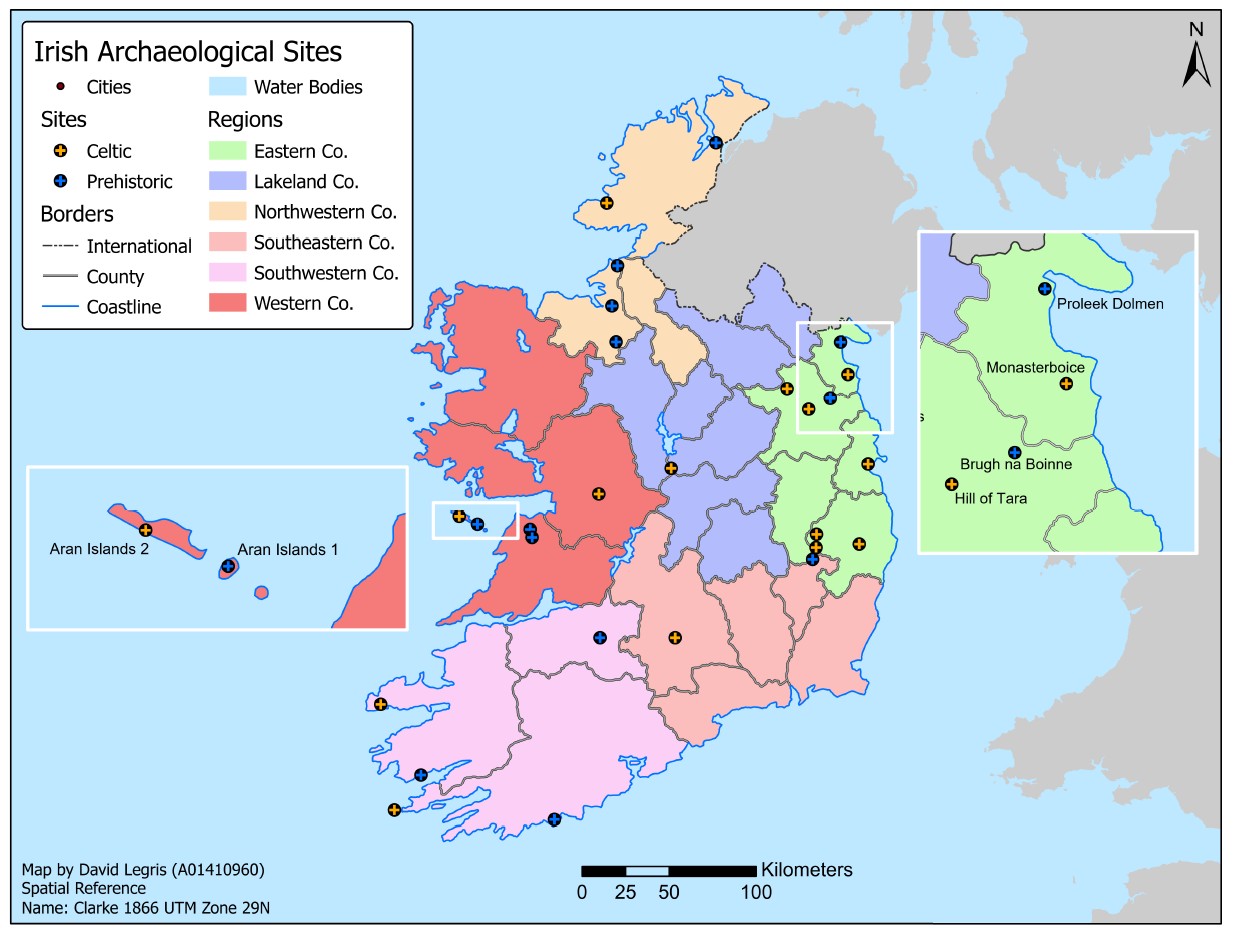 Irish Archaeological Sites
Cities
Water Bodies
Sites
Regions
Celtic
Eastern Co.
Prehistoric
Lakeland Co.
Borders
Northwestern Co.
International
Southeastern Co.
County
Southwestern Co.
Coastline
Western Co.
N
Proleek Dolmen
Monasterboice
s
Brugh na Boinne
Hill of Tara
Aran Islands 2
Aran Islands 1
Map by David Legris (A01410960)
Spatial Reference
Name: Clarke 1866 UTM Zone 29N
Kilometers
0 25 50 100